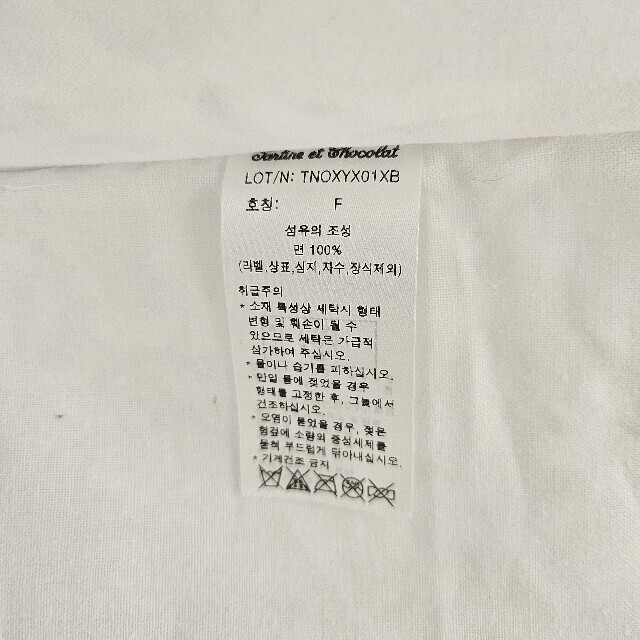 Tartine et Chocolat
LOT/N: TNOXYX01XB
호칭: F
섬유의 조성
면 100%
(라벨,상표,심지,자수,장식제외)
취급주의
* 소재 특성상 세탁시 형태
변형 및 훼손이 될 수
있으므로 세탁은 가급적
삼가하여 주십시오.
* 물이나 습기를 피하십시오.
* 만일 물에 젖었을 경우
형태를 고정한 후, 그늘에서
건조하십시오.
* 오염이 묻었을 경우, 젖은
헝겊에 소량의 중성세제를
묻혀 부드럽게 닦아내십시오.
* 기계건조 금지